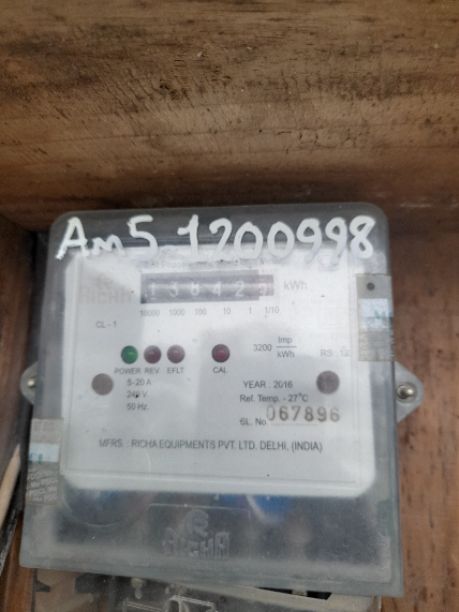 Am5 1200998
RICHA
kWh
10000 1000 100 10 1 1/10
CL - 1
3200 Imp/kWh
POWER REV. EFLT CAL
5-20 A
240 V.
50 Hz.
YEAR : 2016
Ref. Temp. - 27°C
SL. No. 067896
MFRS. : RICHA EQUIPMENTS PVT. LTD. DELHI, (INDIA)
RICHA